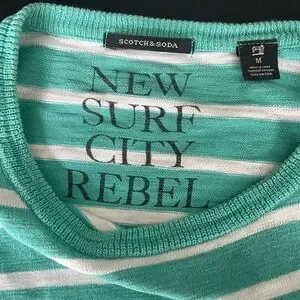 SCOTCH & SODA
M
NEW
SURF
CITY
REBEL